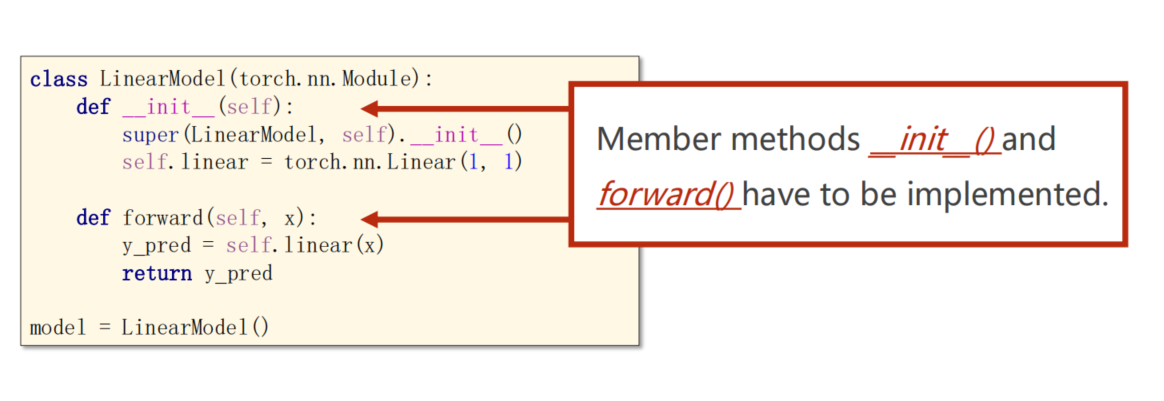 class LinearModel(torch.nn.Module):
    def __init__(self):
        super(LinearModel, self).__init__()
        self.linear = torch.nn.Linear(1, 1)
    def forward(self, x):
        y_pred = self.linear(x)
        return y_pred
model = LinearModel()
Member methods __init__() and
forward() have to be implemented.